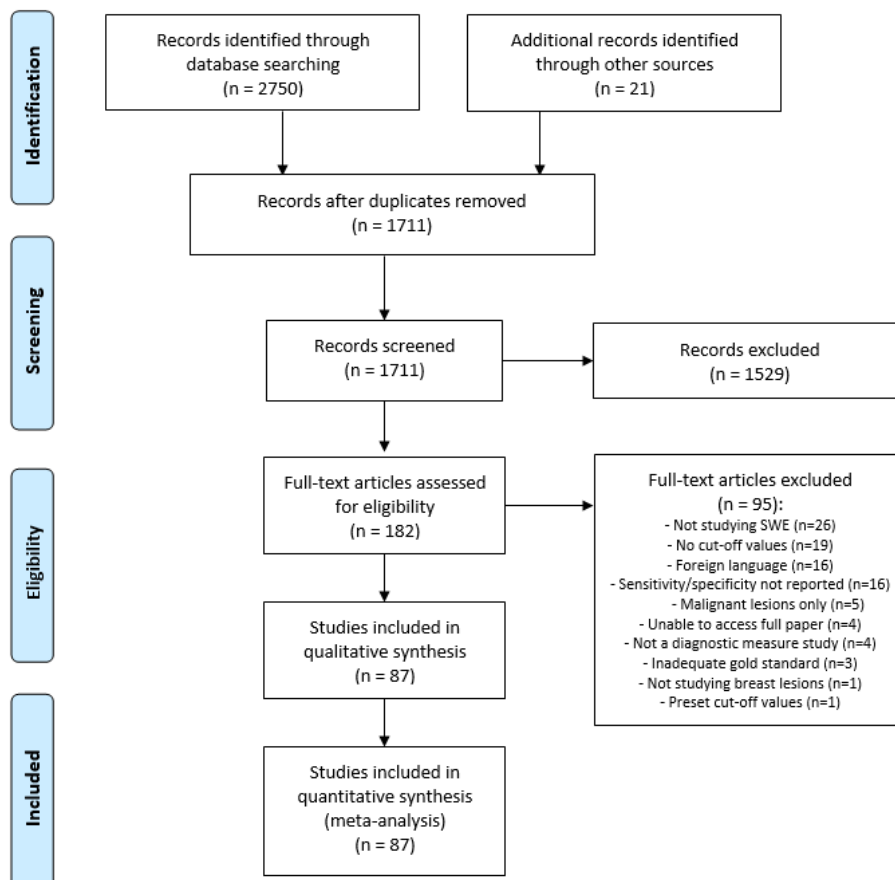 Identification
Records identified through
database searching
(n = 2750)
Additional records identified
through other sources
(n = 21)
Records after duplicates removed
(n = 1711)
Screening
Records screened
(n = 1711)
Records excluded
(n = 1529)
Eligibility
Full-text articles assessed
for eligibility
(n = 182)
Full-text articles excluded
(n = 95):
- Not studying SWE (n=26)
- No cut-off values (n=19)
- Foreign language (n=16)
- Sensitivity/specificity not reported (n=16)
- Malignant lesions only (n=5)
- Unable to access full paper (n=4)
- Not a diagnostic measure study (n=4)
- Inadequate gold standard (n=3)
- Not studying breast lesions (n=1)
- Preset cut-off values (n=1)
Studies included in
qualitative synthesis
(n = 87)
Included
Studies included in
quantitative synthesis
(meta-analysis)
(n = 87)